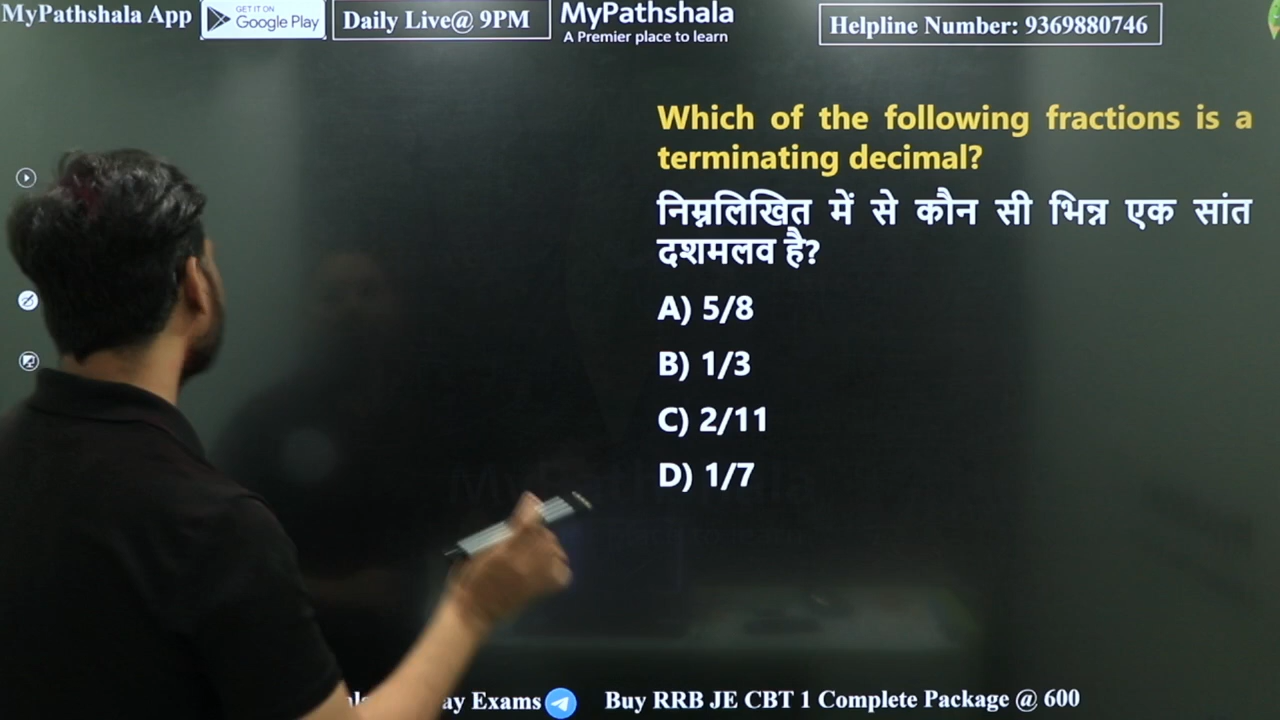 MyPathshala App
GET IT ON
Google Play
Daily Live@ 9PM
MyPathshala
A Premier place to learn
Helpline Number: 9369880746
Which of the following fractions is a
terminating decimal?
निम्नलिखित में से कौन सी भिन्न एक सांत
दशमलव है?
A) 5/8
B) 1/3
C) 2/11
D) 1/7
Exams
Buy RRB JE CBT 1 Complete Package @ 600